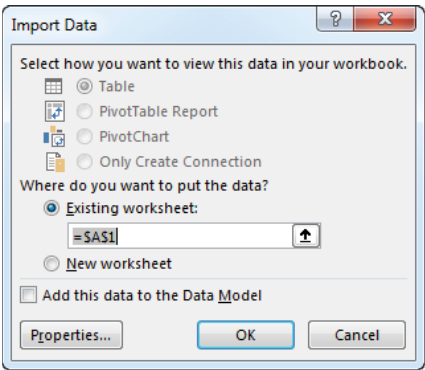 Import Data
Select how you want to view this data in your workbook.
Table
PivotTable Report
PivotChart
Only Create Connection
Where do you want to put the data?
Existing worksheet:
=$A$1
New worksheet
Add this data to the Data Model
Properties... OK Cancel